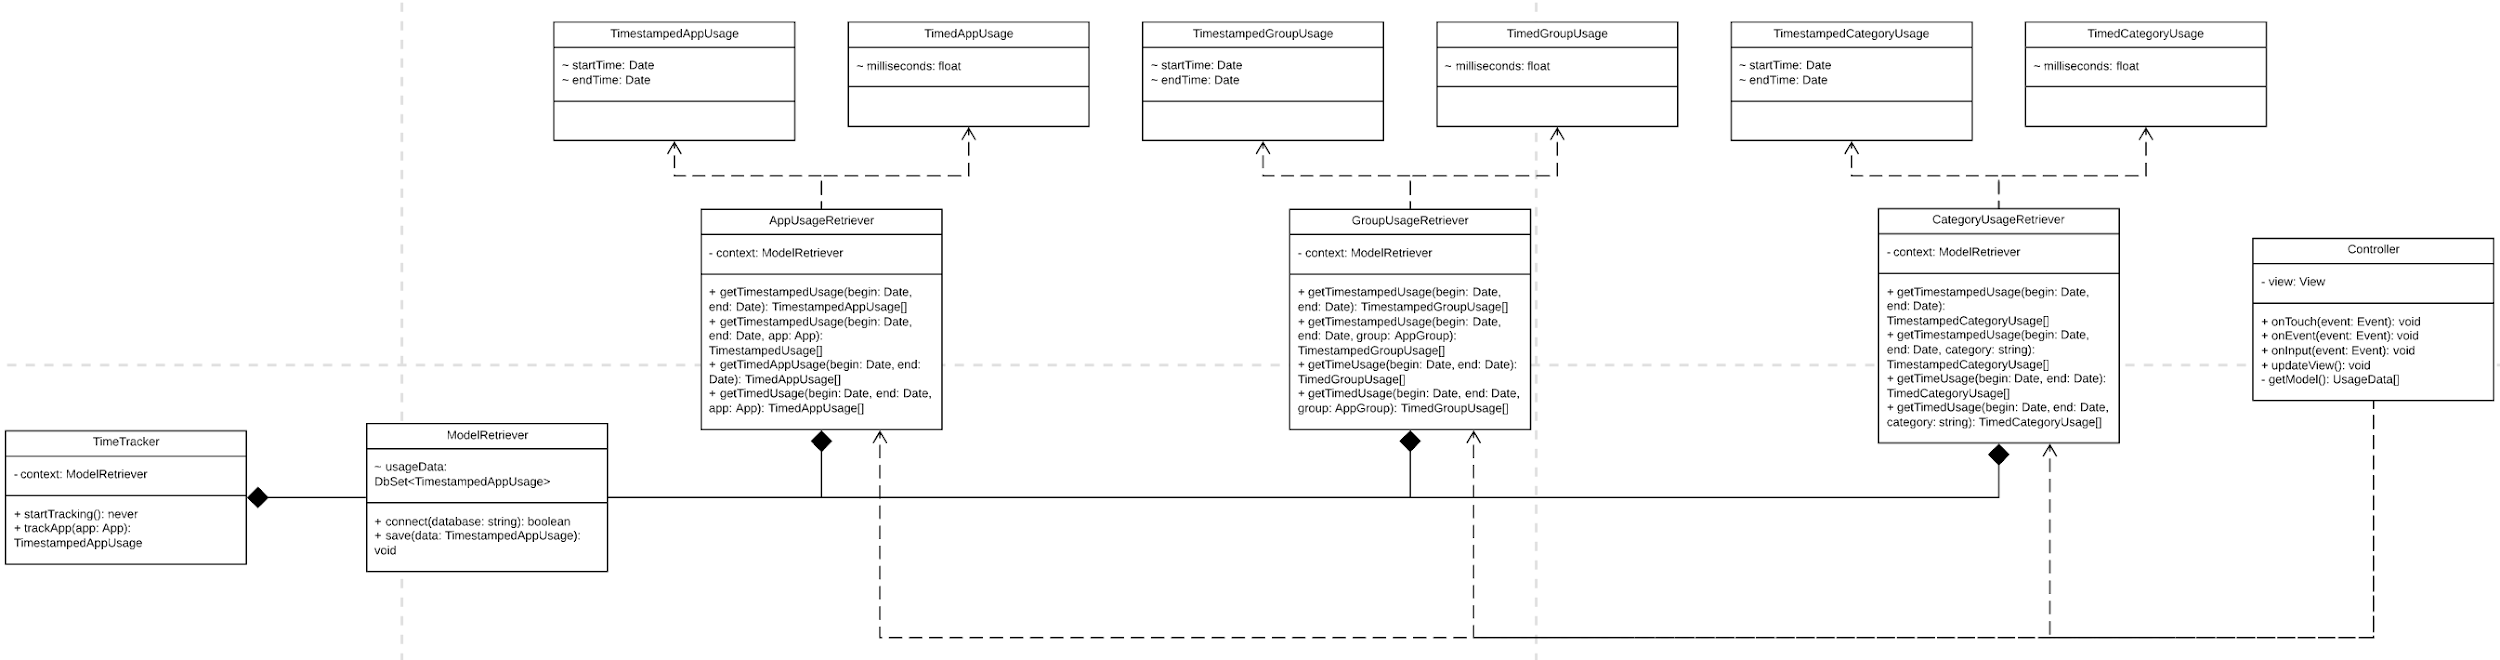 TimestampedAppUsage
~ startTime: Date
~ endTime: Date
TimedAppUsage
~ milliseconds: float
TimestampedGroupUsage
~ startTime: Date
~ endTime: Date
TimedGroupUsage
~ milliseconds: float
TimestampedCategoryUsage
~ startTime: Date
~ endTime: Date
TimedCategoryUsage
~ milliseconds: float
AppUsageRetriever
- context: ModelRetriever
+ getTimestampedUsage(begin: Date,
end: Date): TimestampedAppUsage[]
+ getTimestampedUsage(begin: Date,
end: Date, app: App):
TimestampedUsage[]
+ getTimedAppUsage(begin: Date, end:
Date): TimedAppUsage[]
+ getTimedUsage(begin: Date, end: Date,
app: App): TimedAppUsage[]
GroupUsageRetriever
- context: ModelRetriever
+ getTimestampedUsage(begin: Date,
end: Date): TimestampedGroupUsage[]
+ getTimestampedUsage(begin: Date,
end: Date, group: AppGroup):
TimestampedGroupUsage[]
+ getTimeUsage(begin: Date, end: Date):
TimedGroupUsage[]
+ getTimedUsage(begin: Date, end: Date,
group: AppGroup): TimedGroupUsage[]
CategoryUsageRetriever
- context: ModelRetriever
+ getTimestampedUsage(begin: Date,
end: Date):
TimestampedCategoryUsage[]
+ getTimestampedUsage(begin: Date,
end: Date, category: string):
TimestampedCategoryUsage[]
+ getTimeUsage(begin: Date, end: Date):
TimedCategoryUsage[]
+ getTimedUsage(begin: Date, end: Date,
category: string): TimedCategoryUsage[]
Controller
- view: View
+ onTouch(event: Event): void
+ onEvent(event: Event): void
+ onInput(event: Event): void
+ updateView(): void
- getModel(): UsageData[]
TimeTracker
- context: ModelRetriever
+ startTracking(): never
+ trackApp(app: App):
TimestampedAppUsage
ModelRetriever
~ usageData:
DbSet<TimestampedAppUsage>
+ connect(database: string): boolean
+ save(data: TimestampedAppUsage):
void